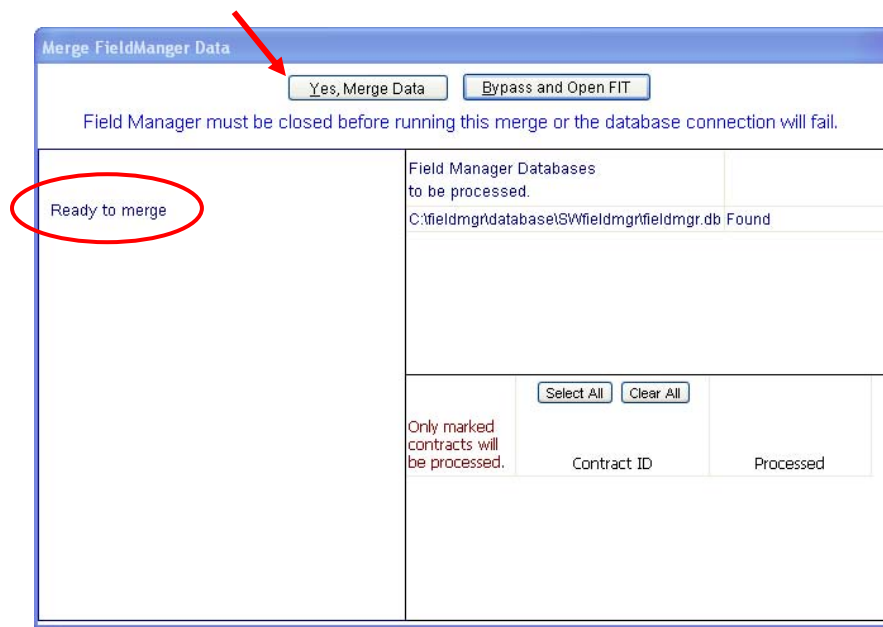 Merge FieldManger Data
Yes, Merge Data
Bypass and Open FIT
Field Manager must be closed before running this merge or the database connection will fail.
Ready to merge
Field Manager Databases
to be processed.
C:\fieldmgr\database\SWfieldmgr\fieldmgr.db Found
Select All
Clear All
Only marked
contracts will
be processed.
Contract ID
Processed